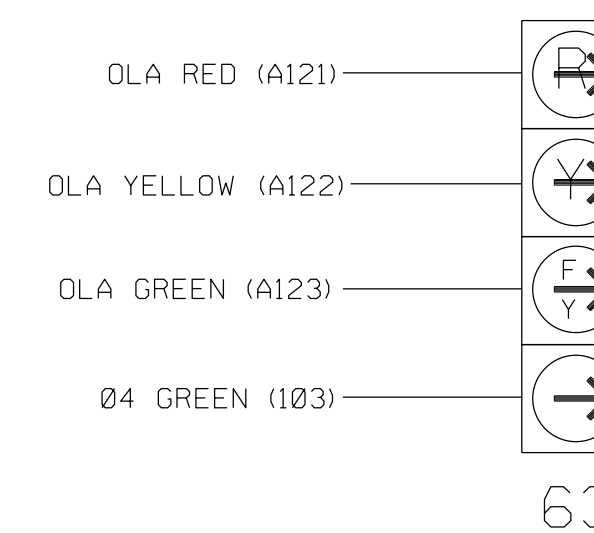 OLA RED (A121)
R
OLA YELLOW (A122)
Y
OLA GREEN (A123)
F
Y
Ø4 GREEN (1Ø3)